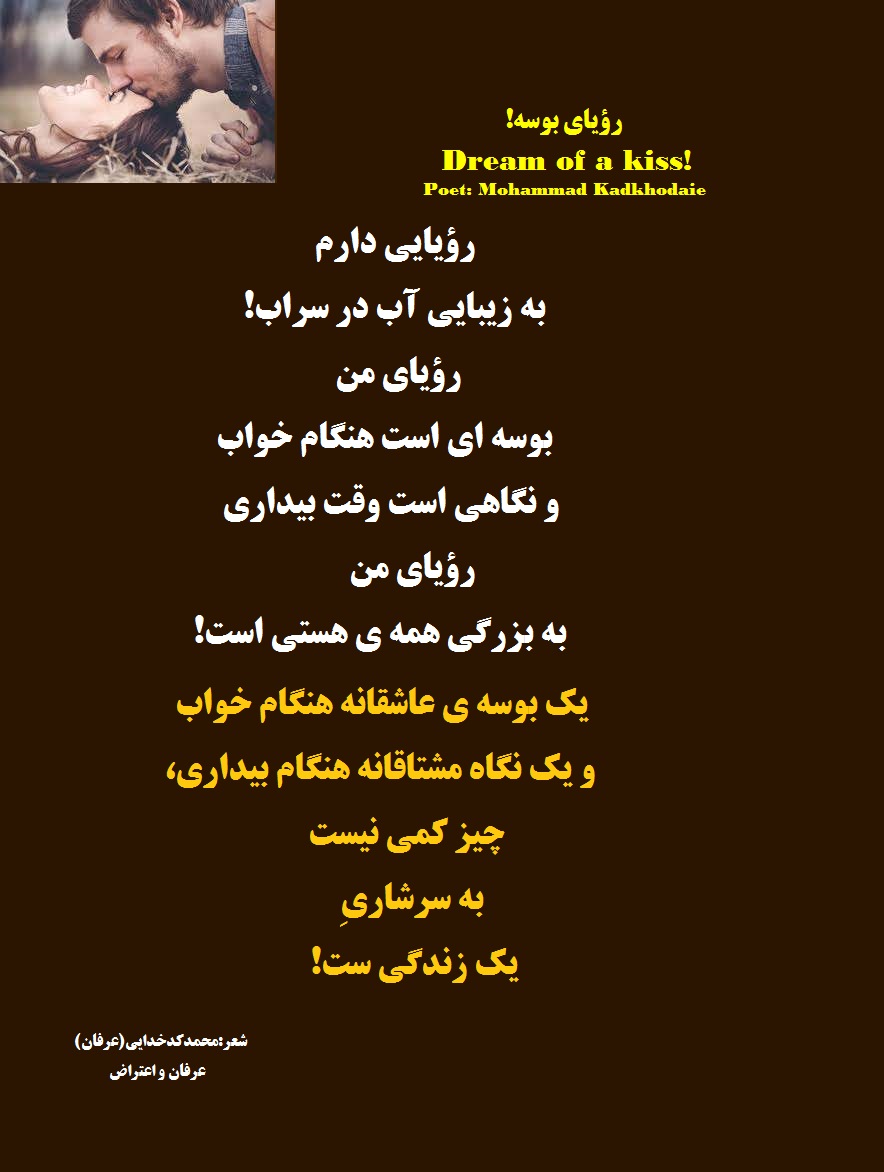 رؤیای بوسه!
Dream of a kiss!
Poet: Mohammad Kadkhodaie
رؤیایی دارم
به زیبایی آب در سراب!
رؤیای من
بوسه ای است هنگام خواب
و نگاهی است وقت بیداری
رؤیای من
به بزرگی همه ی هستی است!
یک بوسه ی عاشقانه هنگام خواب
و یک نگاه مشتاقانه هنگام بیداری،
چیز کمی نیست
به سرشاریِ
یک زندگی ست!
شعر:محمدکدخدایی(عرفان)
عرفان و اعتراض